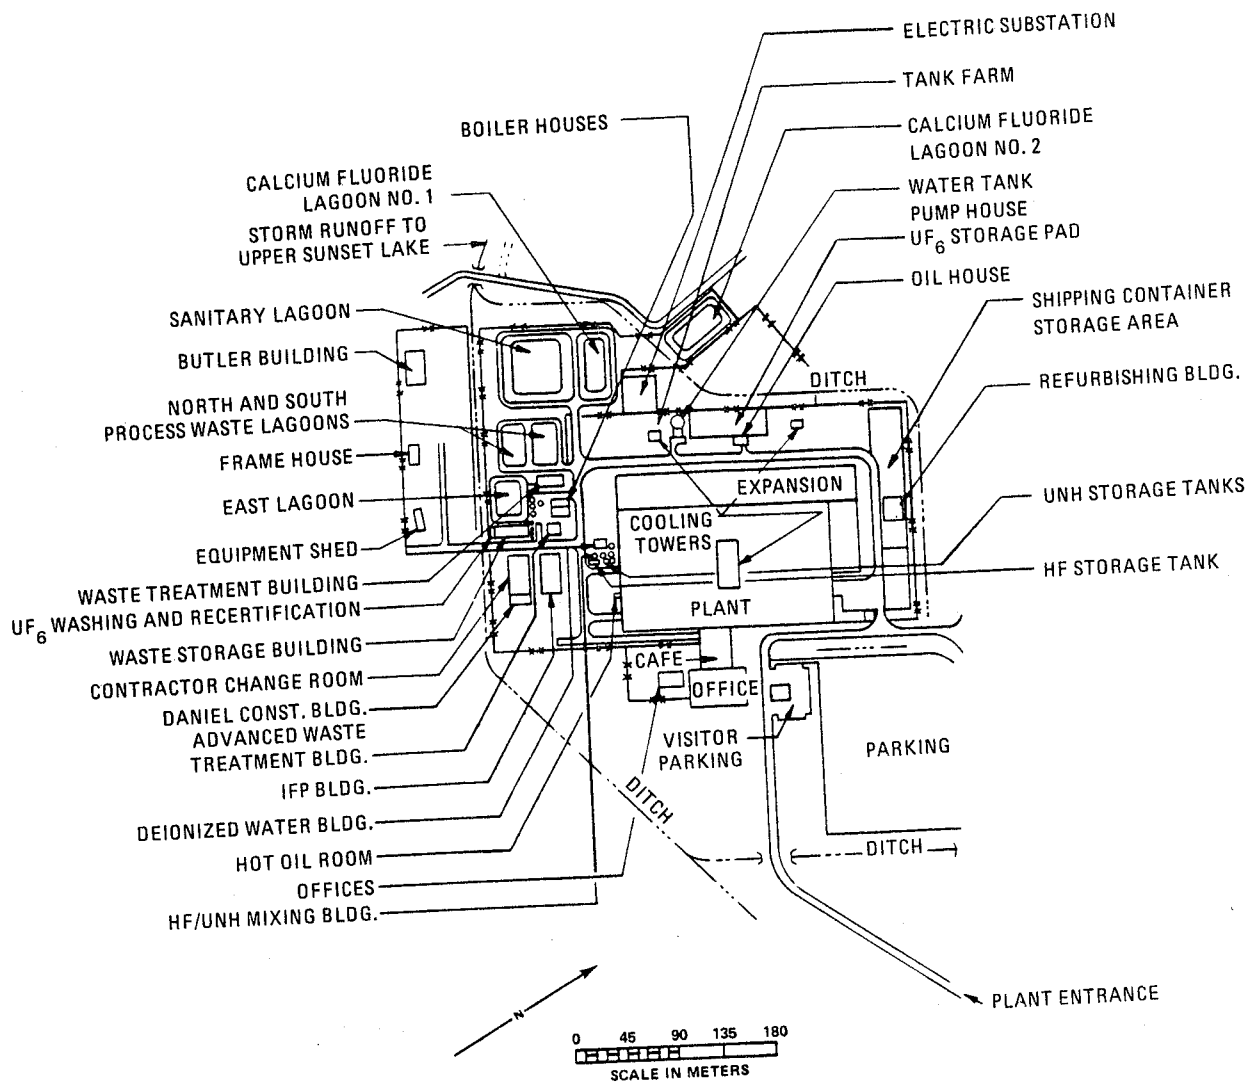 ELECTRIC SUBSTATION
TANK FARM
BOILER HOUSES
CALCIUM FLUORIDE
LAGOON NO. 2
CALCIUM FLUORIDE
LAGOON NO. 1
WATER TANK
PUMP HOUSE
STORM RUNOFF TO
UPPER SUNSET LAKE
UF6 STORAGE PAD
OIL HOUSE
SHIPPING CONTAINER
STORAGE AREA
SANITARY LAGOON
BUTLER BUILDING
DITCH
REFURBISHING BLDG.
NORTH AND SOUTH
PROCESS WASTE LAGOONS
FRAME HOUSE
EXPANSION
UNH STORAGE TANKS
EAST LAGOON
COOLING
TOWERS
EQUIPMENT SHED
HF STORAGE TANK
WASTE TREATMENT BUILDING
PLANT
UF6 WASHING AND RECERTIFICATION
WASTE STORAGE BUILDING
CAFE
CONTRACTOR CHANGE ROOM
OFFICE
DANIEL CONST. BLDG.
ADVANCED WASTE
TREATMENT BLDG.
VISITOR
PARKING
PARKING
IFP BLDG.
DITCH
DEIONIZED WATER BLDG.
DITCH
HOT OIL ROOM
OFFICES
HF/UNH MIXING BLDG.
PLANT ENTRANCE
N
0 45 90 135 180
SCALE IN METERS